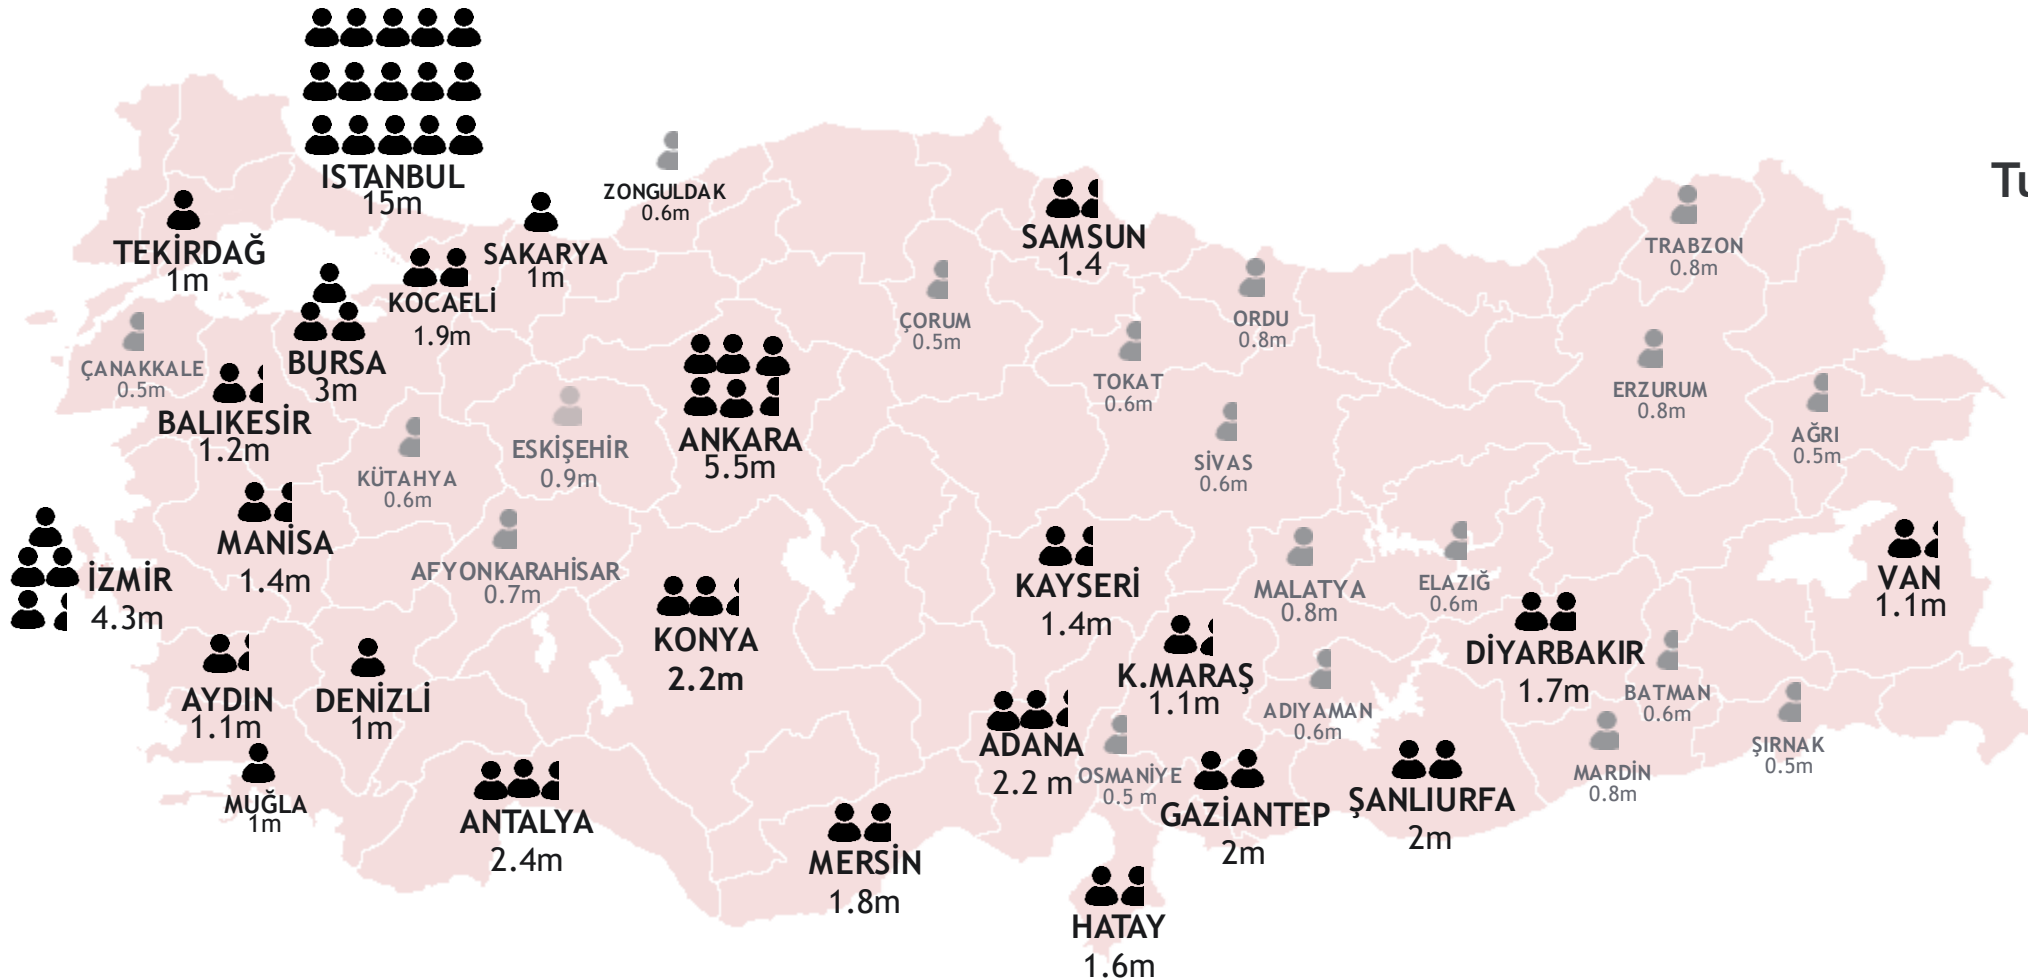 ISTANBUL
15m
ZONGULDAK
0.6m
TEKİRDAĞ
1m
SAKARYA
1m
KOCAELİ
1.9m
SAMSUN
1.4
TRABZON
0.8m
Tu
ÇANAKKALE
0.5m
BURSA
3m
ÇORUM
0.5m
ORDU
0.8m
TOKAT
0.6m
ERZURUM
0.8m
BALIKESİR
1.2m
ESKİŞEHİR
0.9m
ANKARA
5.5m
SİVAS
0.6m
AĞRI
0.5m
KÜTAHYA
0.6m
MANİSA
1.4m
AFYONKARAHİSAR
0.7m
İZMİR
4.3m
KONYA
2.2m
KAYSERİ
1.4m
MALATYA
0.8m
ELAZIĞ
0.6m
VAN
1.1m
AYDIN
1.1m
DENİZLİ
1m
K.MARAŞ
1.1m
DİYARBAKIR
1.7m
ADIYAMAN
0.6m
BATMAN
0.6m
ŞIRNAK
0.5m
MUĞLA
1m
ANTALYA
2.4m
ADANA
2.2 m
OSMANİYE
0.5 m
GAZİANTEP
2m
ŞANLIURFA
2m
MARDİN
0.8m
MERSİN
1.8m
HATAY
1.6m